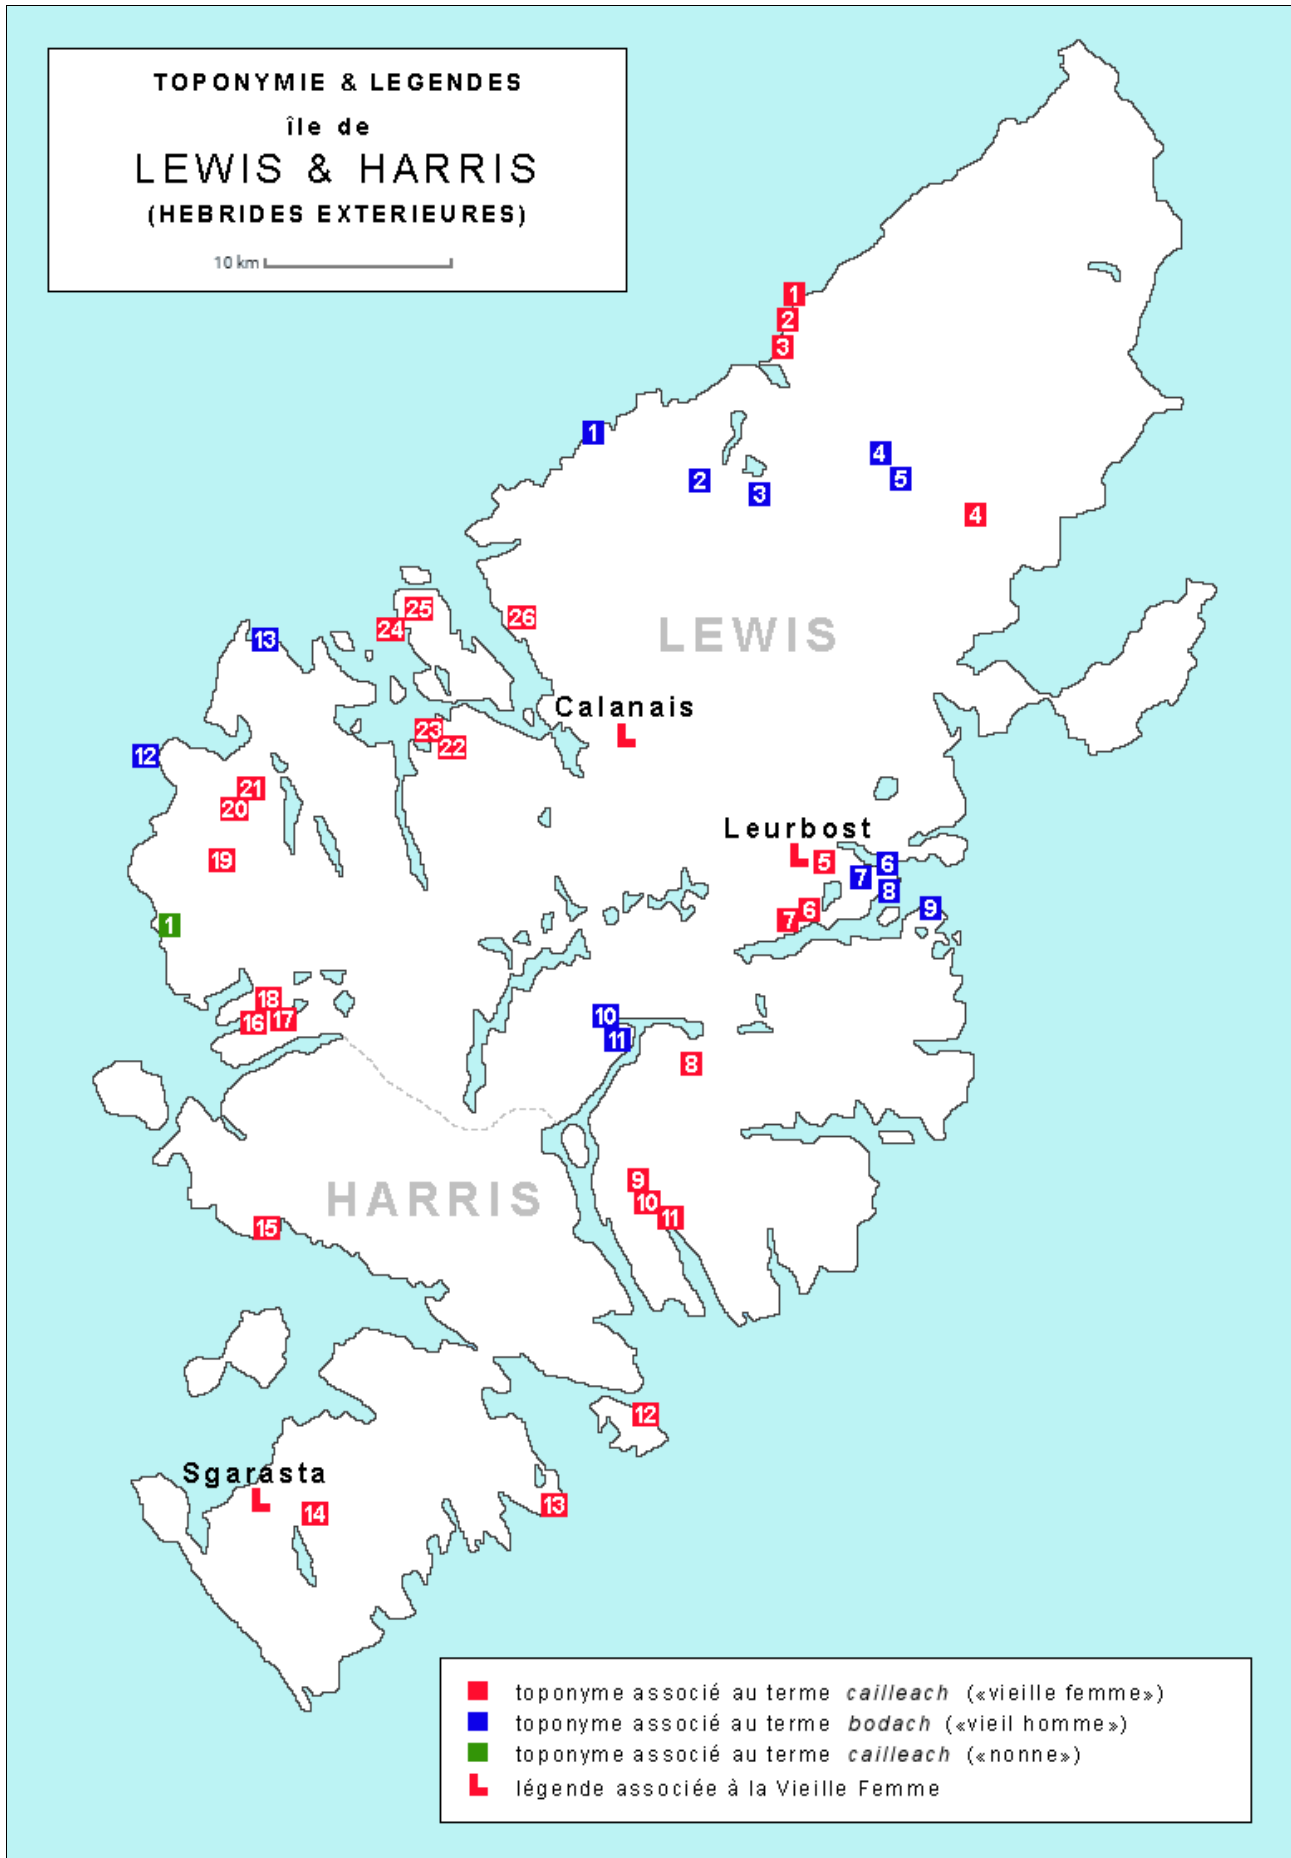 TOPONYMIE & LEGENDES
île de
LEWIS & HARRIS
(HEBRIDES EXTERIEURES)
10 km
1
2
3
1
2
3
4
5
4
26
25
24
13
LEWIS
Calanais
L
23
22
12
21
20
19
1
Leurbost
L
5
6
7
8
9
6
7
18
16
17
10
11
8
HARRIS
9
10
11
15
12
Sgarasta
L
14
13
toponyme associé au terme cailleach («vieille femme»)
toponyme associé au terme bodach («vieil homme»)
toponyme associé au terme cailleach («nonne»)
L légende associée à la Vieille Femme